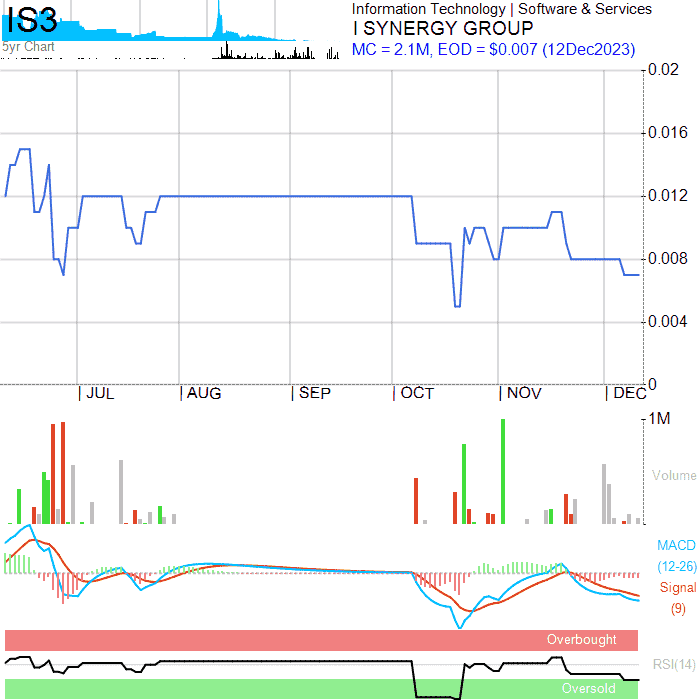 IS3
Information Technology | Software & Services
I SYNERGY GROUP
5yr Chart
MC = 2.1M, EOD = $0.007 (12Dec2023)
0.02
0.016
0.012
0.008
0.004
0
| JUL | AUG | SEP | OCT | NOV | DEC
1M
Volume
MACD
(12-26)
Signal
(9)
Overbought
RSI(14)
Oversold